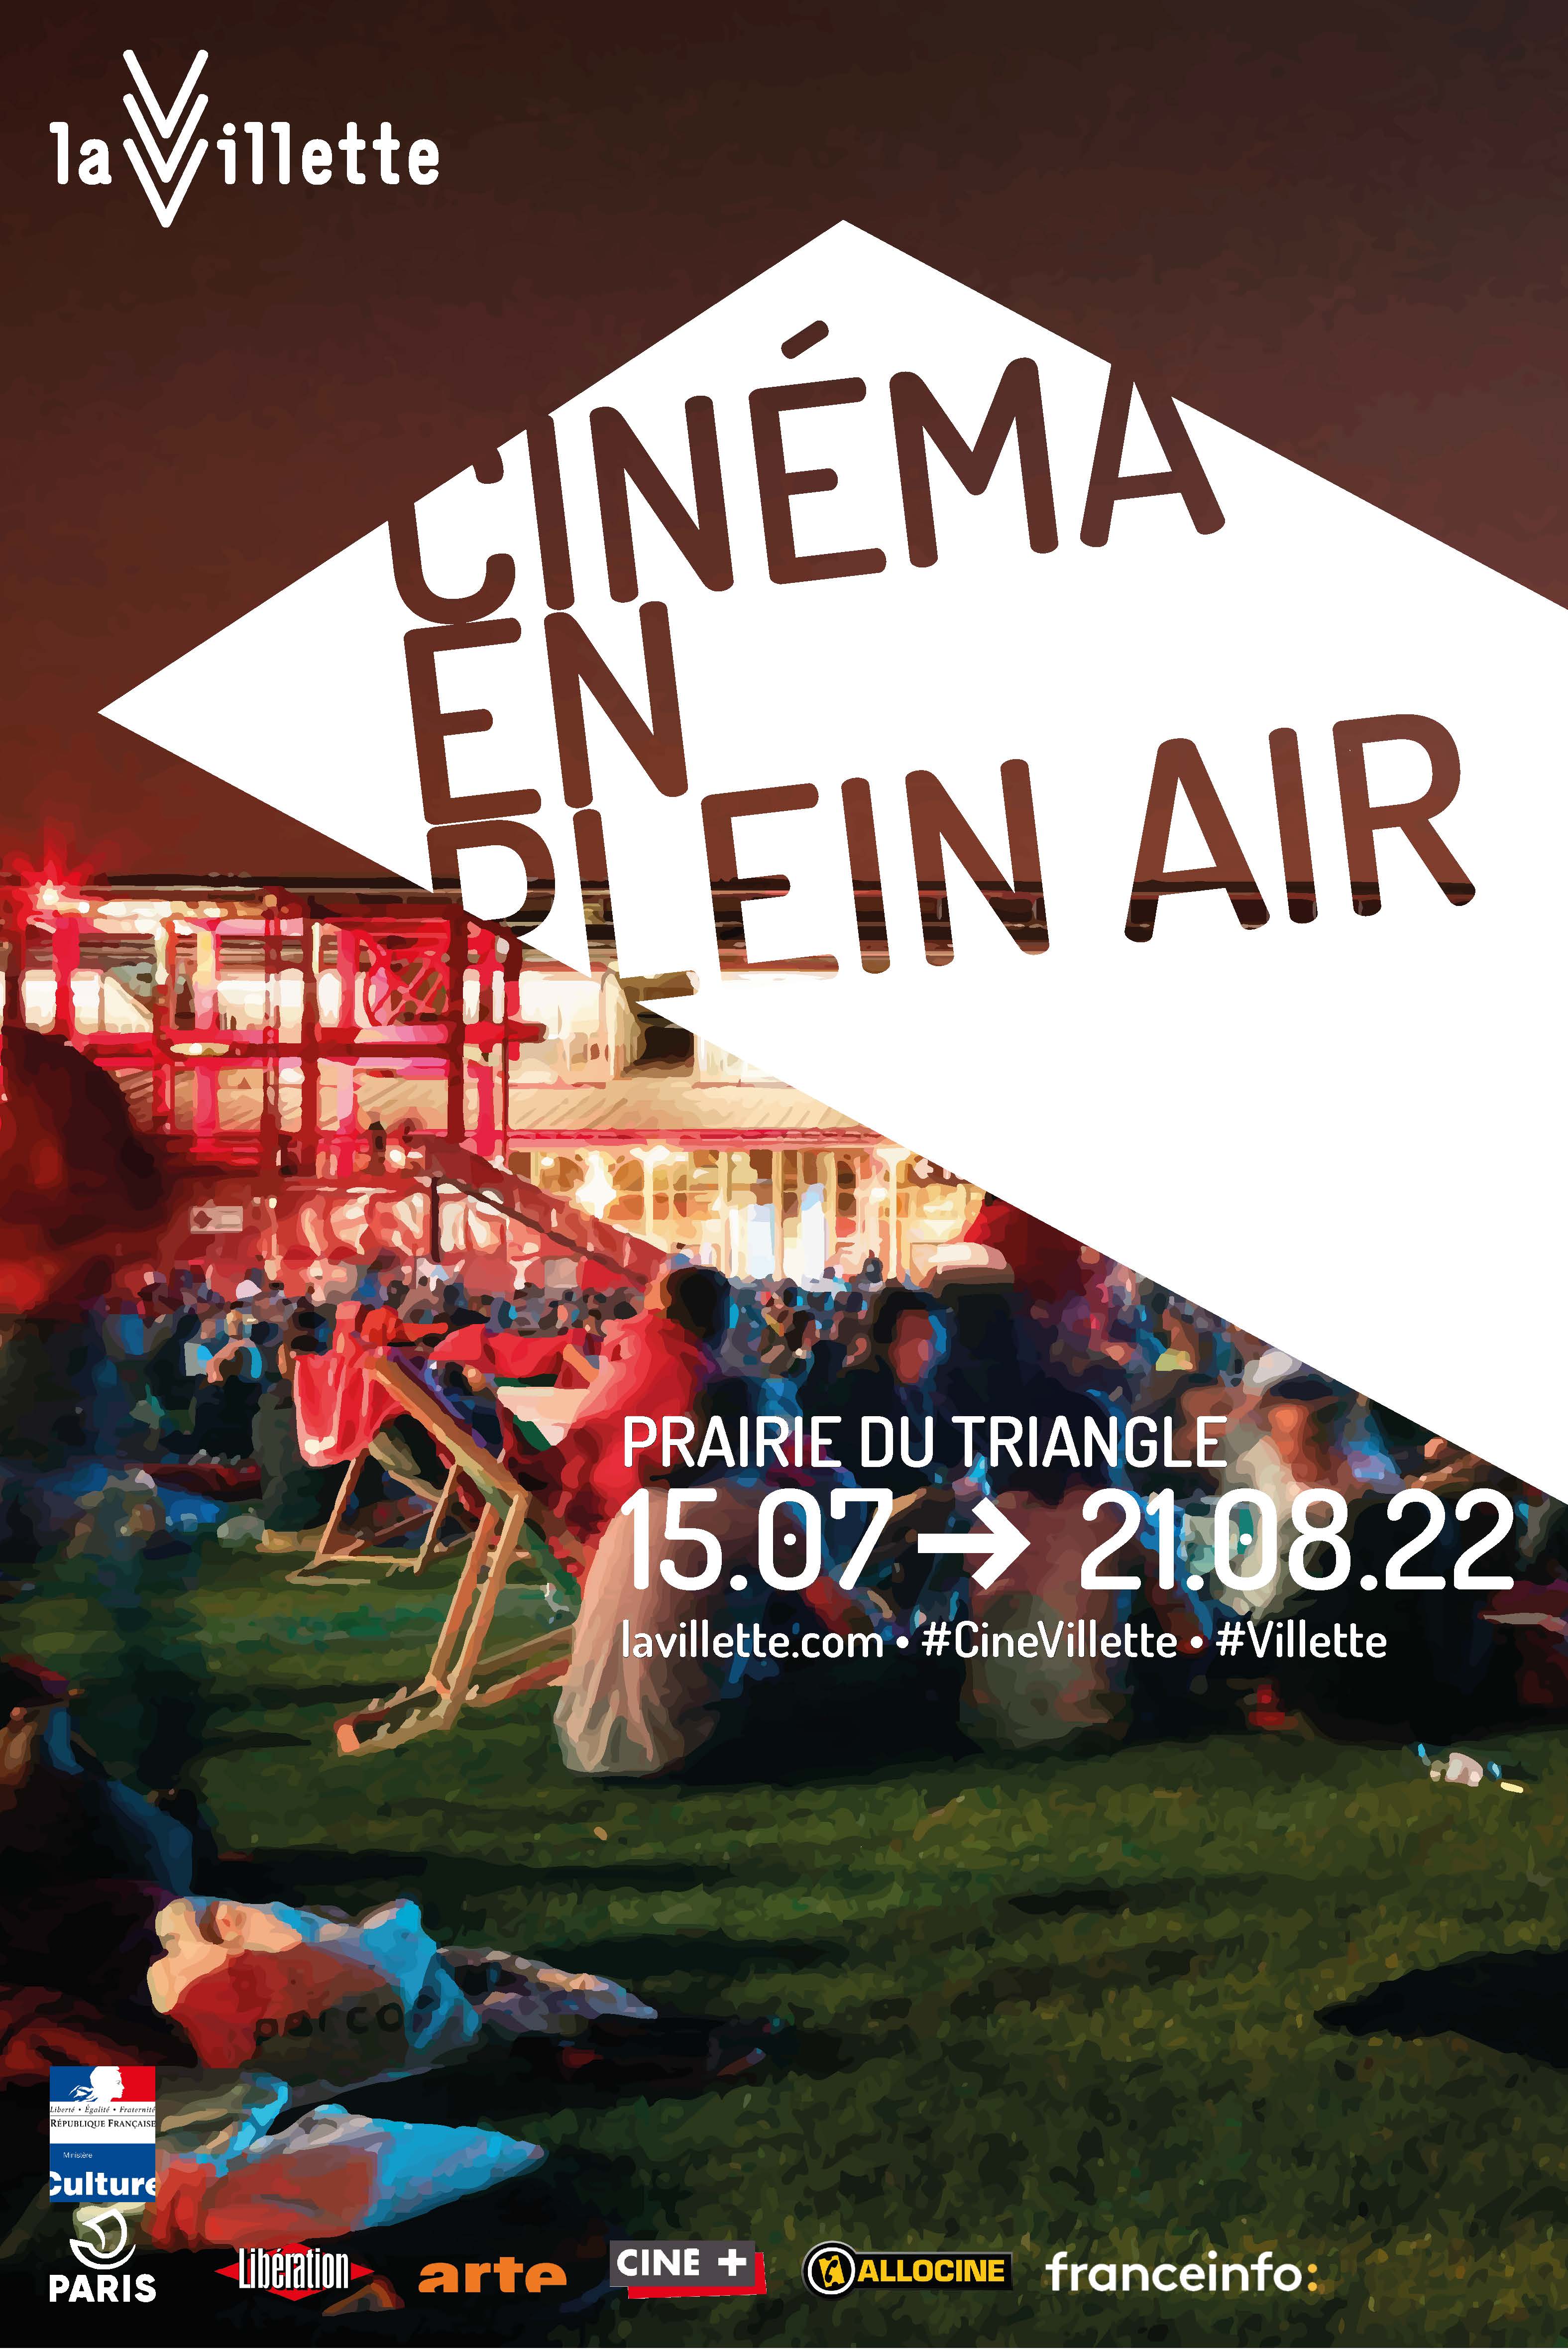 la Villette
CINÉMA
EN
PLEIN AIR
PRAIRIE DU TRIANGLE
15.07→ 21.08.22
lavillette.com • #CineVillette • #Villette
Liberté • Égalité • Fraternité
RÉPUBLIQUE FRANÇAISE
Ministère
Culture
PARIS
Libération
arte
CINE +
ALLOCINE
franceinfo: